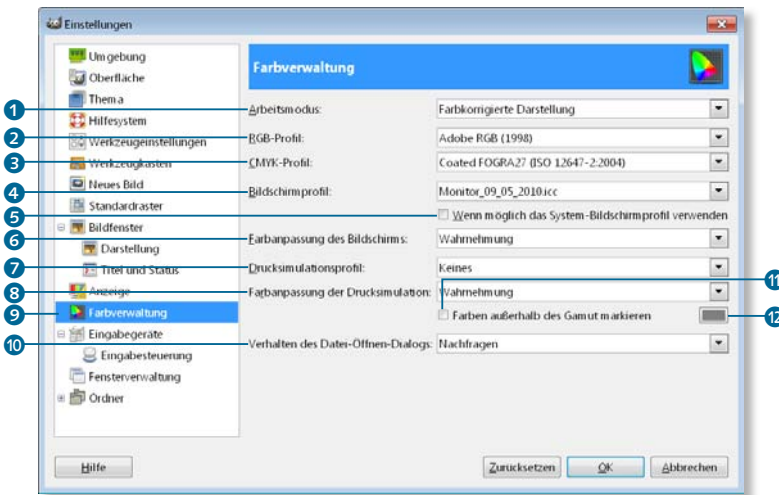 Einstellungen
Umgebung
Oberfläche
Thema
Hilfesystem
Werkzeugeinstellungen
Werkzeugkasten
Neues Bild
Standardraster
Bildfenster
Darstellung
Titel und Status
Anzeige
Farbverwaltung
Eingabegeräte
Eingabesteuerung
Fensterverwaltung
Ordner
Farbverwaltung
1 Arbeitsmodus: Farbkorrigierte Darstellung
2 RGB-Profil: Adobe RGB (1998)
3 CMYK-Profil: Coated FOGRA27 (ISO 12647-2:2004)
4 Bildschirmprofil: Monitor_09_05_2010.icc
5 Wenn möglich das System-Bildschirmprofil verwenden
6 Farbanpassung des Bildschirms: Wahrnehmung
7 Drucksimulationsprofil: Keines
8 Farbanpassung der Drucksimulation: Wahrnehmung
11
9 Farben außerhalb des Gamut markieren 12
10 Verhalten des Datei-Öffnen-Dialogs: Nachfragen
Hilfe Zurücksetzen OK Abbrechen